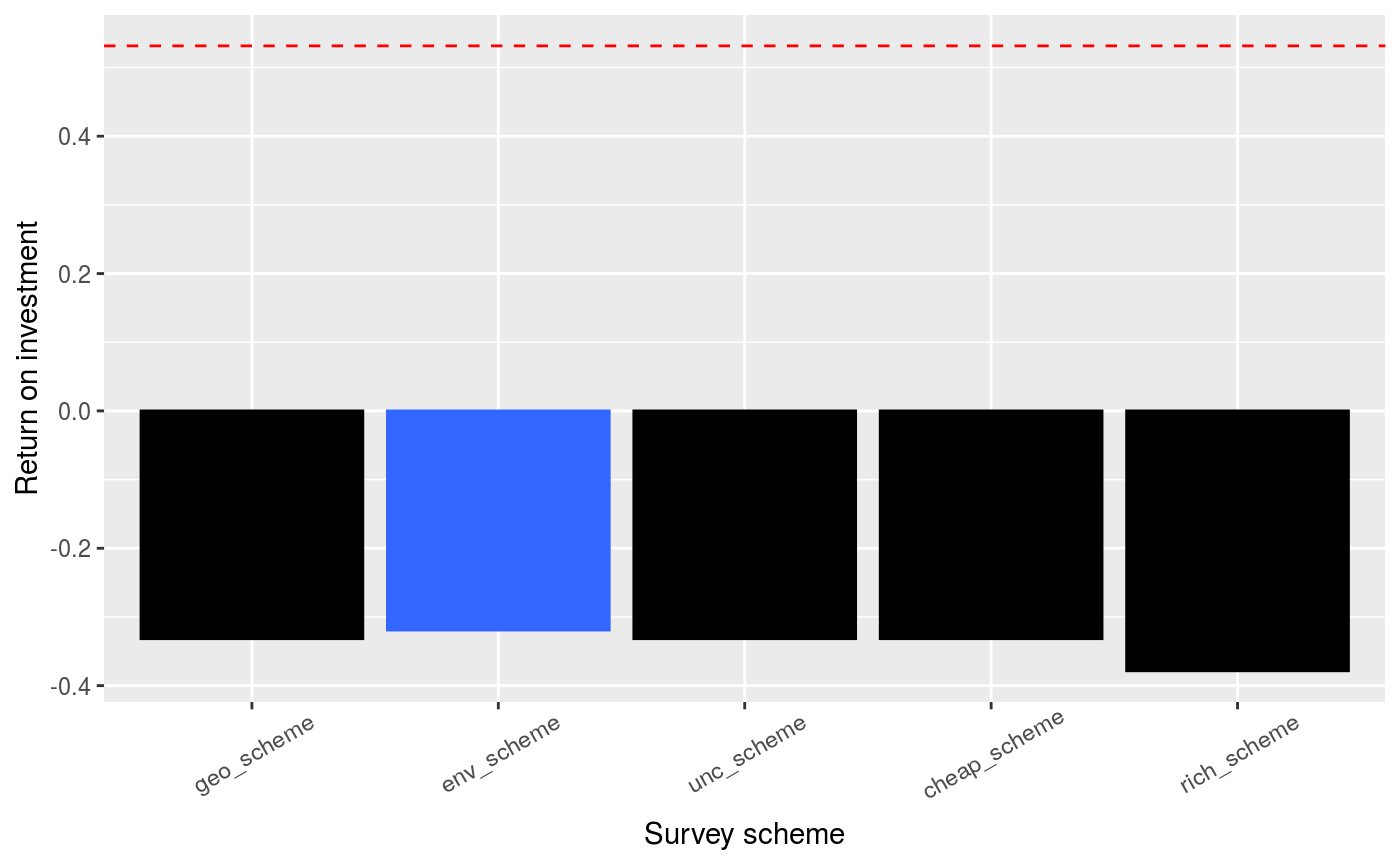 Return on investment
0.4
0.2
0.0
-0.2
-0.4
geo_scheme
env_scheme
unc_scheme
cheap_scheme
rich_scheme
Survey scheme